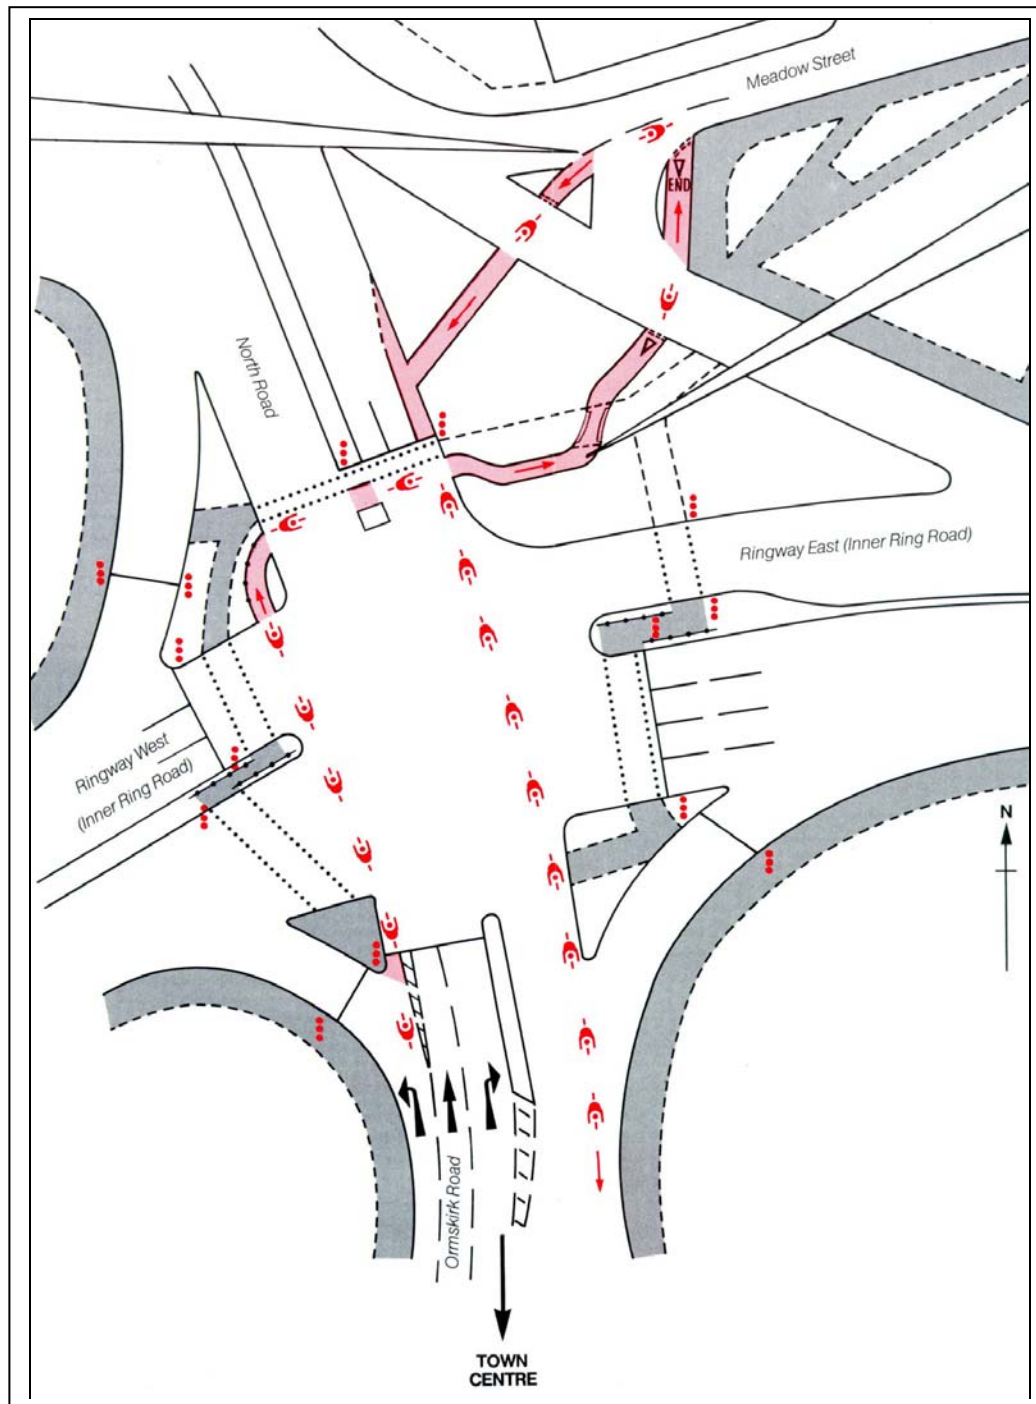 Meadow Street
END
North Road
Ringway East (Inner Ring Road)
Ringway West
(Inner Ring Road)
N
Ormskirk Road
TOWN
CENTRE